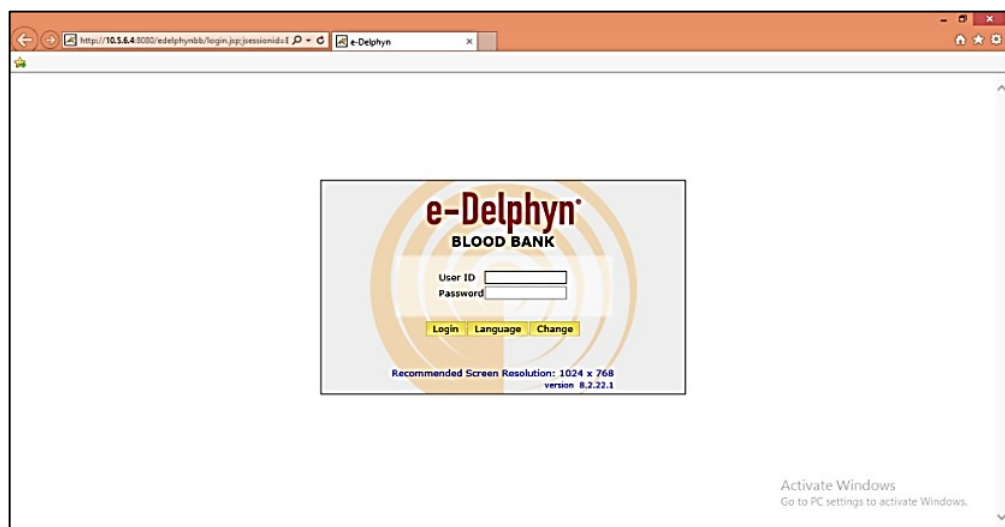 http://10.5.6.4:8080/edelphynbb/login.jsp;jsessionid=
e-Delphyn
e-Delphyn
BLOOD BANK
User ID
Password
Login Language Change
Recommended Screen Resolution: 1024 x 768
version 8.2.22.1
Activate Windows
Go to PC settings to activate Windows.